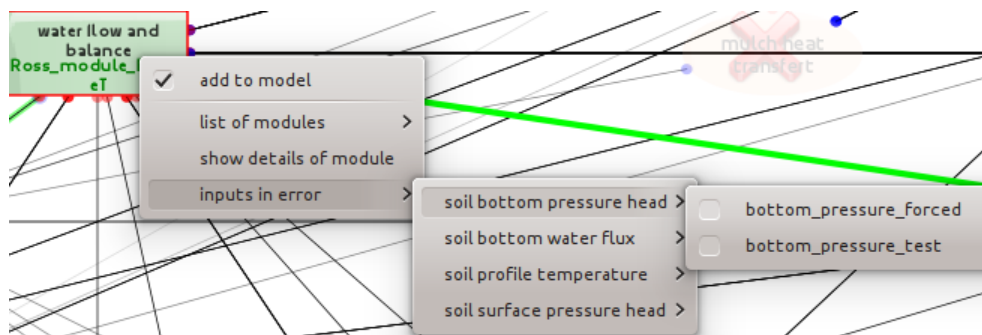 water flow and
balance
Ross_module_
eT
mulch heat
transfert
add to model
list of modules
show details of module
inputs in error
soil bottom pressure head
soil bottom water flux
soil profile temperature
soil surface pressure head
bottom_pressure_forced
bottom_pressure_test